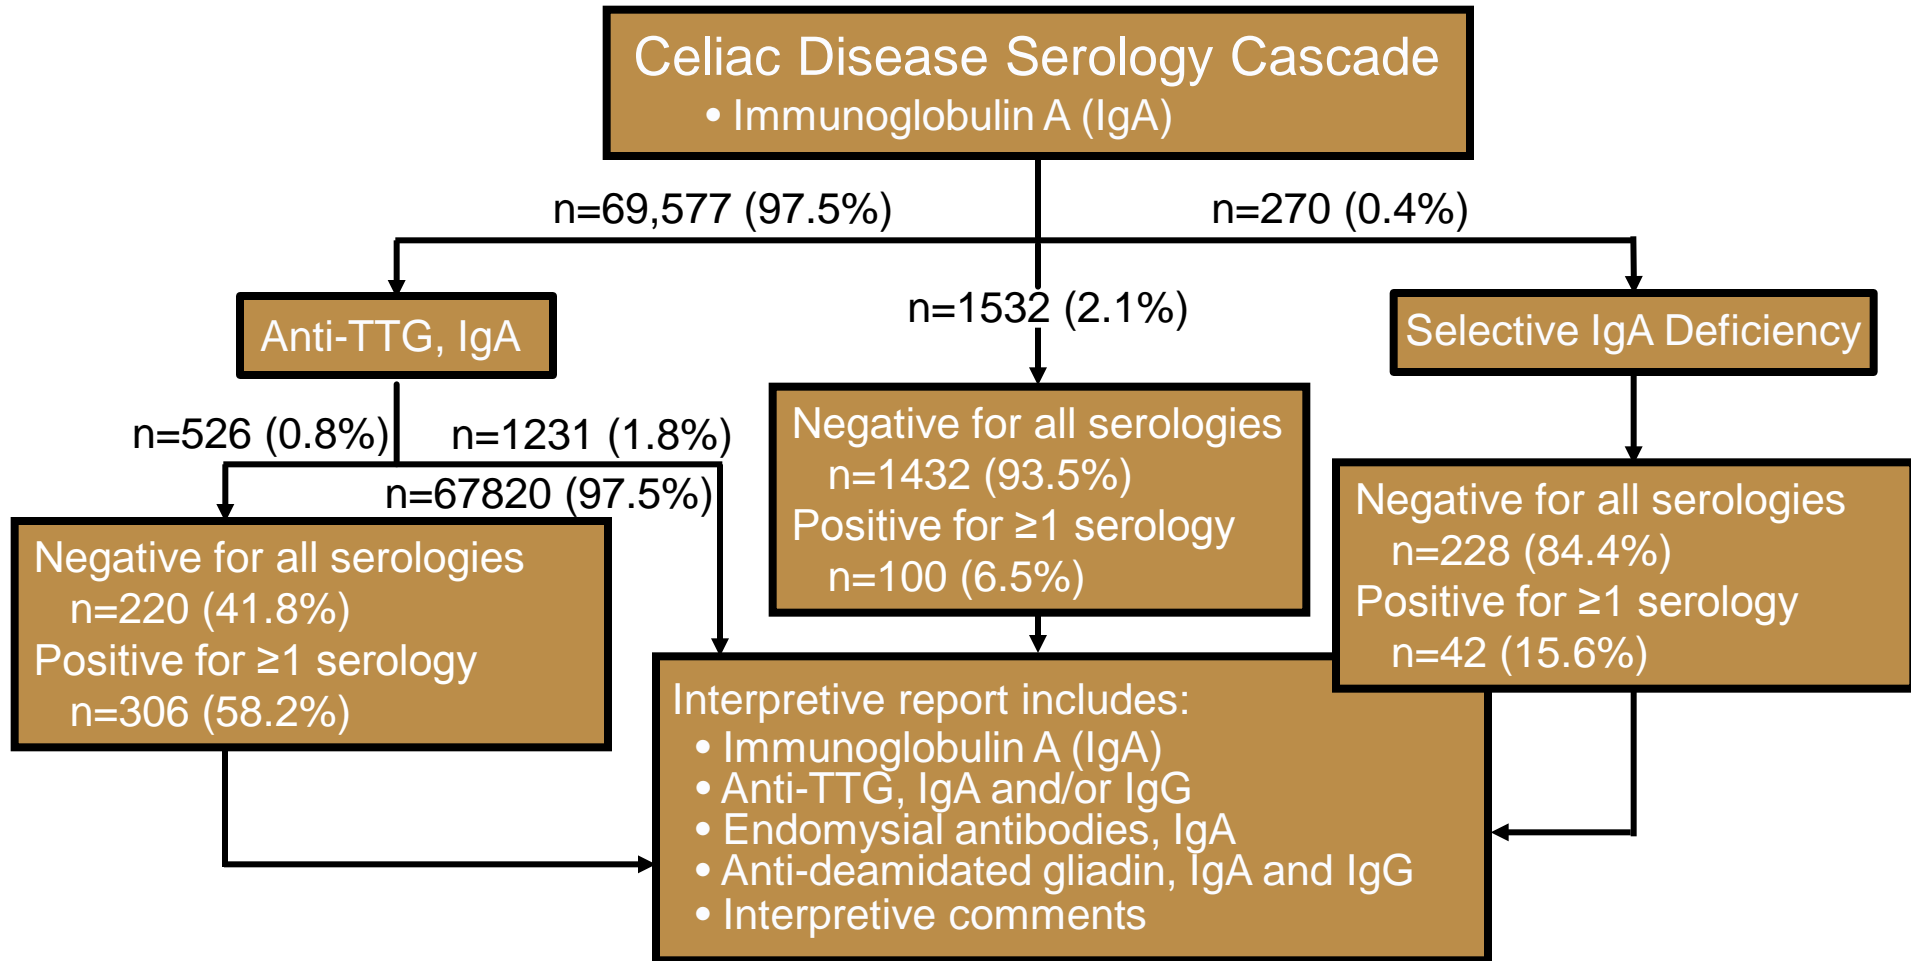 Celiac Disease Serology Cascade
• Immunoglobulin A (IgA)
n=69,577 (97.5%)
n=270 (0.4%)
n=1532 (2.1%)
Anti-TTG, IgA
Selective IgA Deficiency
n=526 (0.8%)
n=1231 (1.8%)
n=67820 (97.5%)
Negative for all serologies
n=220 (41.8%)
Positive for ≥1 serology
n=306 (58.2%)
Negative for all serologies
n=1432 (93.5%)
Positive for ≥1 serology
n=100 (6.5%)
Negative for all serologies
n=228 (84.4%)
Positive for ≥1 serology
n=42 (15.6%)
Interpretive report includes:
• Immunoglobulin A (IgA)
• Anti-TTG, IgA and/or IgG
• Endomysial antibodies, IgA
• Anti-deamidated gliadin, IgA and IgG
• Interpretive comments